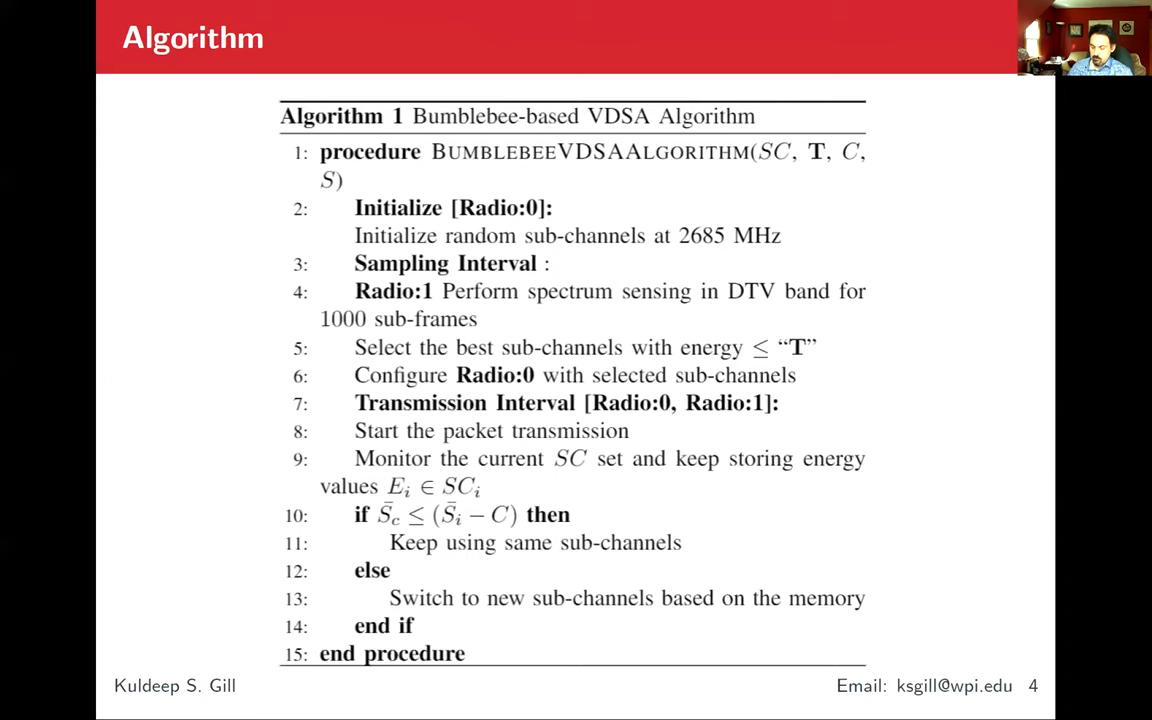 Algorithm
Algorithm 1 Bumblebee-based VDSA Algorithm
1: procedure BUMBLEBEEVDSAALGORITHM(SC, T, C,
S)
2: Initialize [Radio:0]:
Initialize random sub-channels at 2685 MHz
3: Sampling Interval :
4: Radio:1 Perform spectrum sensing in DTV band for
1000 sub-frames
5: Select the best sub-channels with energy ≤ “T”
6: Configure Radio:0 with selected sub-channels
7: Transmission Interval [Radio:0, Radio:1]:
8: Start the packet transmission
9: Monitor the current SC set and keep storing energy
values E_i ∈ SC_i
10: if S̄_c ≤ (S̄_i − C) then
11: Keep using same sub-channels
12: else
13: Switch to new sub-channels based on the memory
14: end if
15: end procedure
Kuldeep S. Gill
Email: ksgill@wpi.edu 4